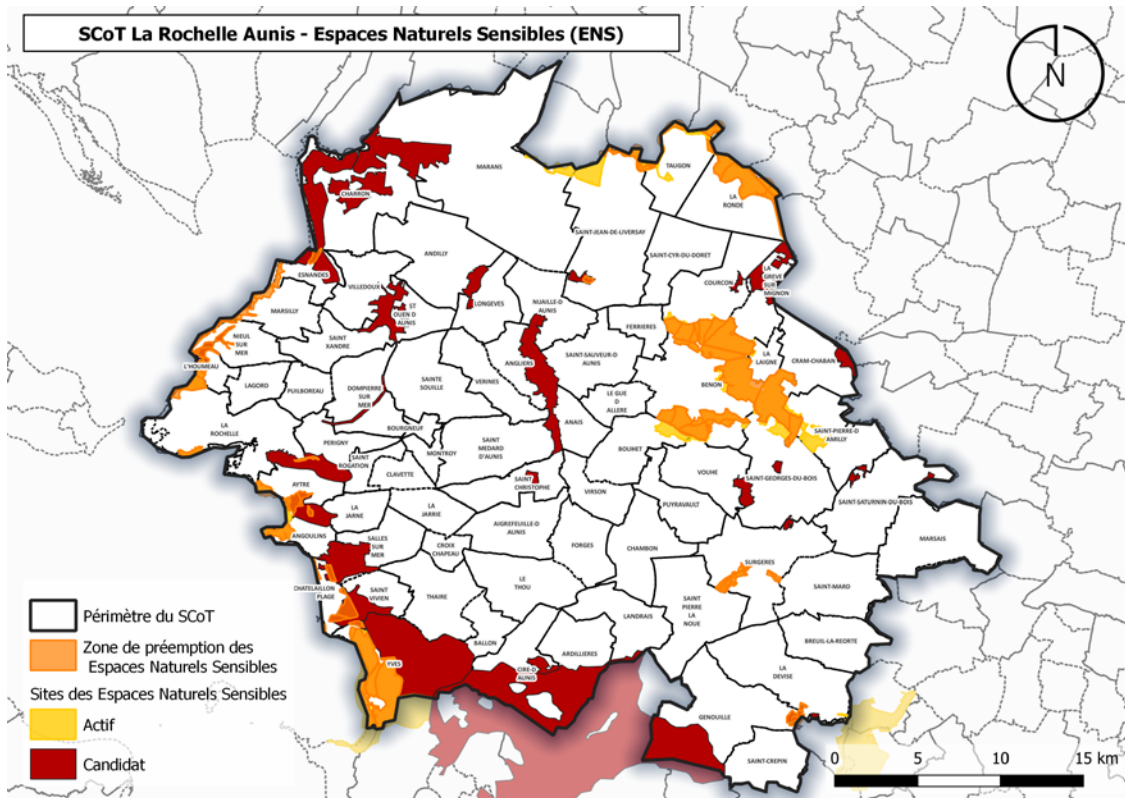 SCoT La Rochelle Aunis - Espaces Naturels Sensibles (ENS)
N
TAUGON
MARANS
CHARRON
LA
RONDE
SAINT-JEAN-DE-LIVERSAY
ANDILLY
SAINT-CYR-DU-DORET
ESNANDES
LA
GREVE
SUR
MIGNON
COURCON
VILLEDOUX
LONGEVES
NUAILLE-D
AUNIS
ST
OUEN D
AUNIS
MARSILLY
FERRIERES
NIEUL
SUR
MER
SAINT
XANDRE
ANGLIERS
SAINT-SAUVEUR-D
AUNIS
LA
LAIGNE
CRAM-CHABAN
L'HOUMEAU
LAGORD
PUILBOREAU
DOMPIERRE
SUR
MER
SAINTE
SOULLE
VERINES
BENON
LE GUE
D
ALLERE
LA
ROCHELLE
BOURGNEUF
ANAIS
SAINT-PIERRE-D
AMILLY
PERIGNY
MONTROY
SAINT
MEDARD
D'AUNIS
BOUHET
SAINT
ROGATION
CLAVETTE
VOUHE
SAINT-GEORGES-DU-BOIS
AYTRE
SAINT
CHRISTOPHE
VIRSON
SAINT-SATURNIN-DU-BOIS
LA
JARNE
LA
JARRIE
PUYRAVAULT
AIGREFEUILLE-D
AUNIS
ANGOULINS
SALLES
SUR
MER
CROIX
CHAPEAU
FORGES
CHAMBON
MARSAIS
SURGERES
CHATELAILLON
PLAGE
SAINT
VIVIEN
THAIRE
LE
THOU
SAINT-MARD
SAINT
PIERRE
LA
NOUE
LANDRAIS
BALLON
BREUIL-LA-REORTE
ARDILLIERES
YVES
CIRE-D
AUNIS
LA
DEVISE
GENOUILLE
SAINT-CREPIN
Périmètre du SCoT
Zone de préemption des
Espaces Naturels Sensibles
Sites des Espaces Naturels Sensibles
Actif
Candidat
0 5 10 15 km